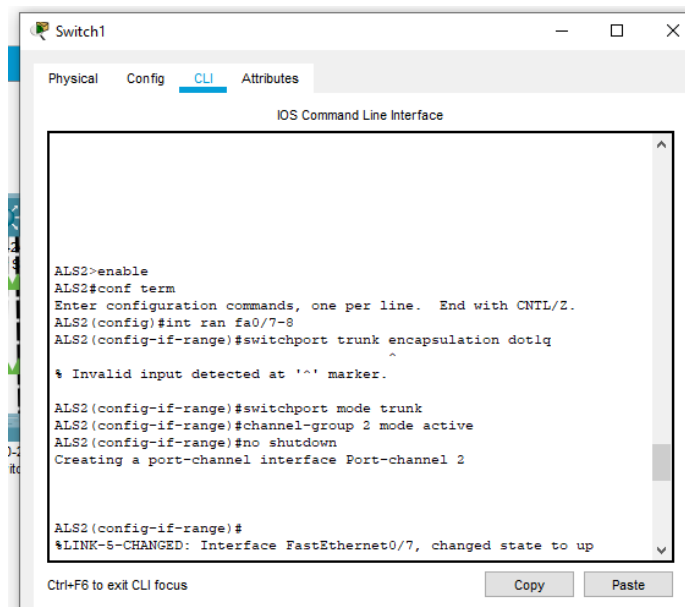 Switch1
Physical Config CLI Attributes
IOS Command Line Interface
ALS2>enable
ALS2#conf term
Enter configuration commands, one per line.  End with CNTL/Z.
ALS2(config)#int ran fa0/7-8
ALS2(config-if-range)#switchport trunk encapsulation dot1q
^
% Invalid input detected at '^' marker.
ALS2(config-if-range)#switchport mode trunk
ALS2(config-if-range)#channel-group 2 mode active
ALS2(config-if-range)#no shutdown
Creating a port-channel interface Port-channel 2
ALS2(config-if-range)#
%LINK-5-CHANGED: Interface FastEthernet0/7, changed state to up
Ctrl+F6 to exit CLI focus
Copy Paste